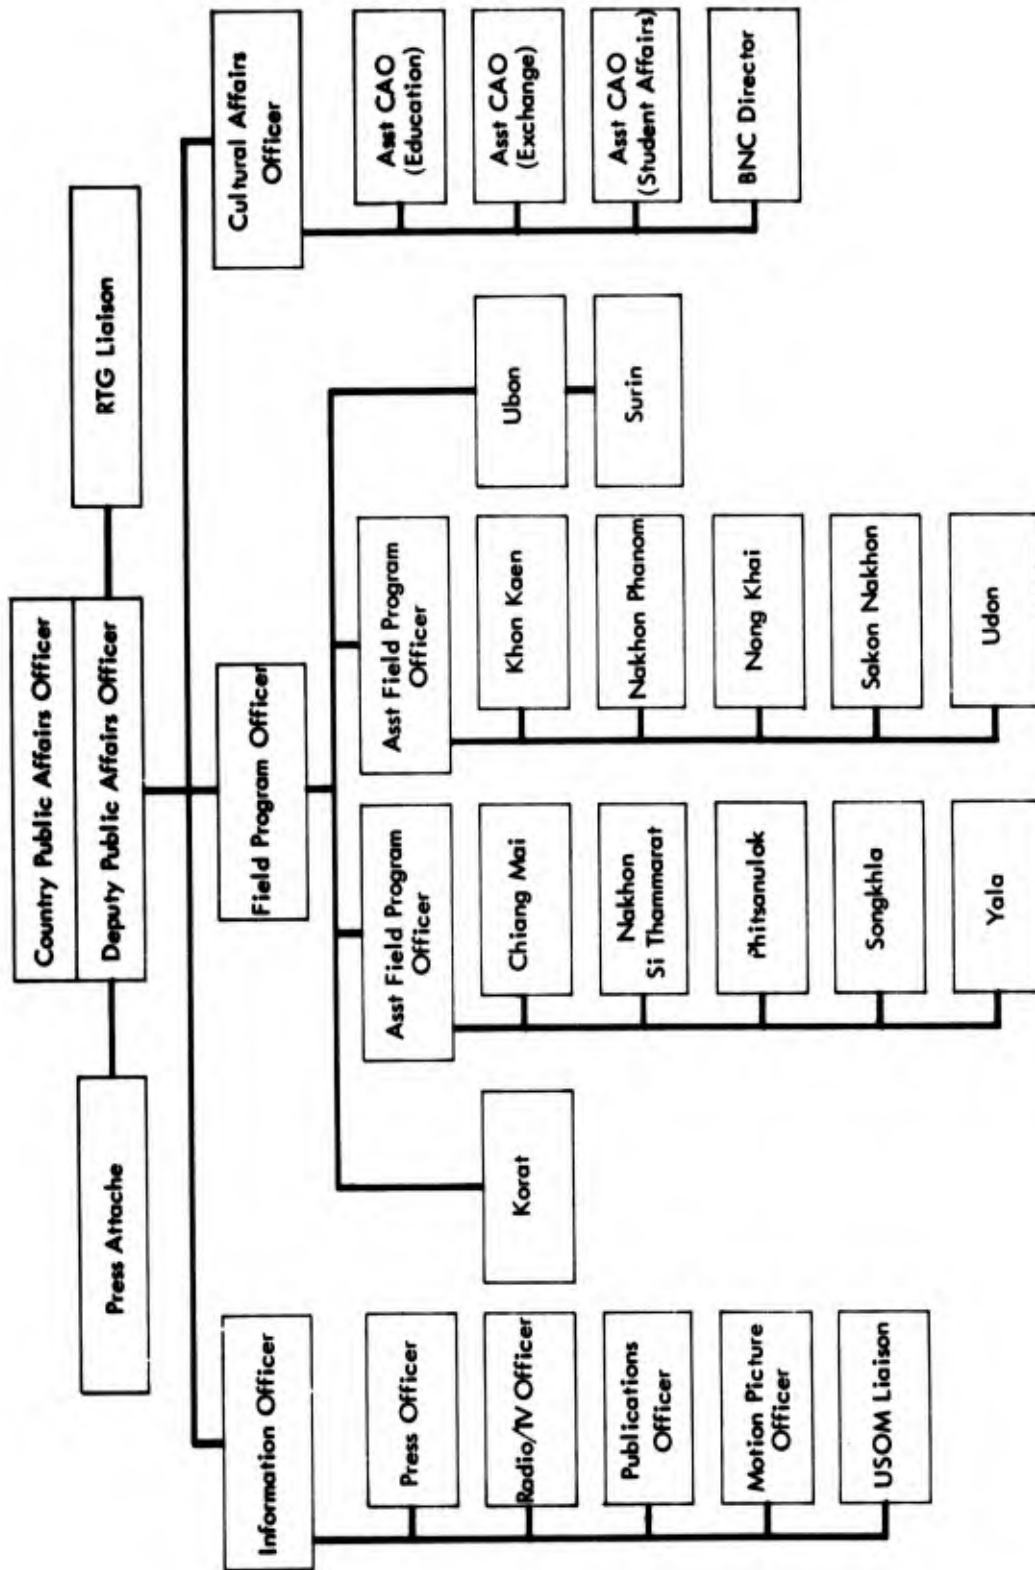 Country Public Affairs Officer
Deputy Public Affairs Officer
Press Attache
RTG Liaison
Information Officer
Field Program Officer
Cultural Affairs
Officer
Press Officer
Radio/TV Officer
Publications
Officer
Motion Picture
Officer
USOM Liaison
Korat
Asst Field Program
Officer
Chiang Mai
Nakhon
Si Thammarat
Phitsanulok
Songkhla
Yala
Asst Field Program
Officer
Khon Kaen
Nakhon Phanom
Nong Khai
Sakon Nakhon
Udon
Ubon
Surin
Asst CAO
(Education)
Asst CAO
(Exchange)
Asst CAO
(Student Affairs)
BNC Director